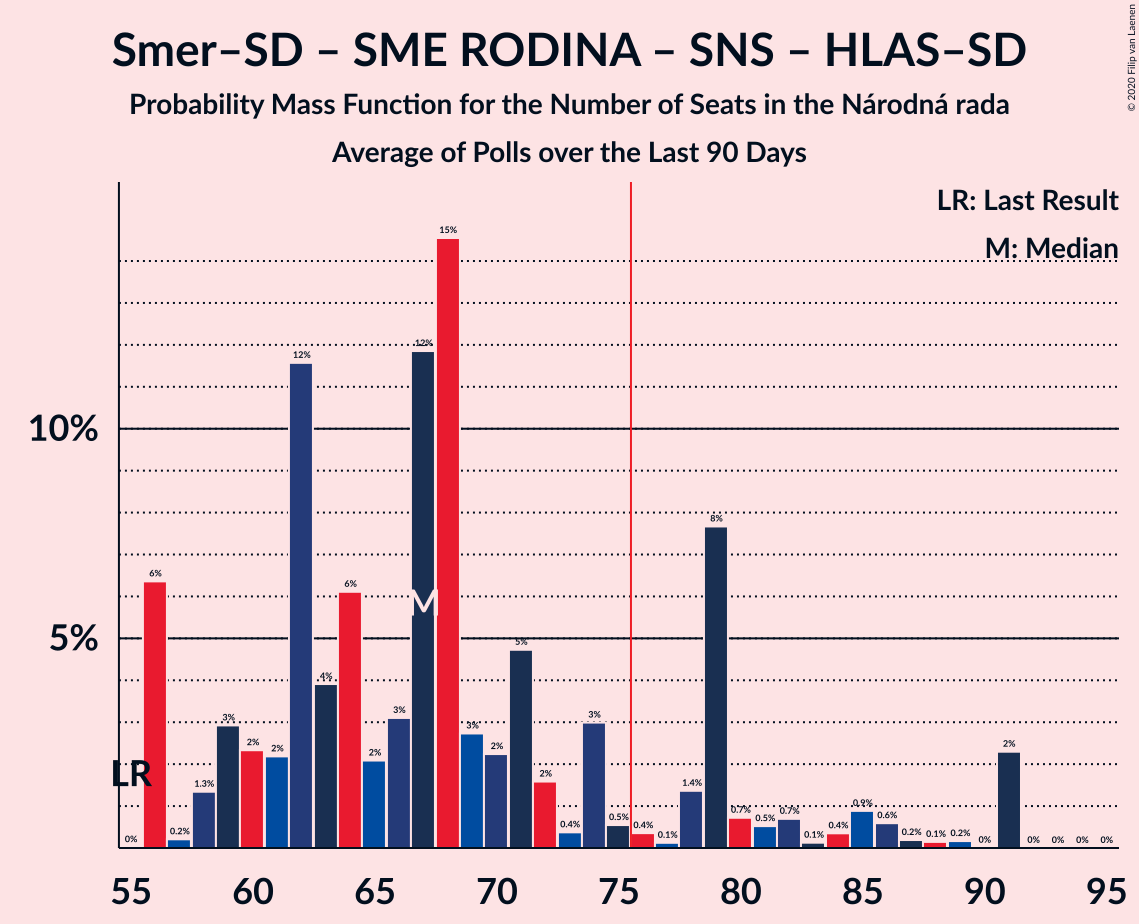 Smer–SD – SME RODINA – SNS – HLAS–SD
Probability Mass Function for the Number of Seats in the Národná rada
Average of Polls over the Last 90 Days
© 2020 Filip van Laenen
LR: Last Result
M: Median
10%
5%
LR
M
0% 6% 0.2% 1.3% 3% 2% 2% 12% 4% 6% 2% 3% 12% 15% 3% 2% 5% 2% 0.4% 3% 0.5% 0.4% 0.1% 1.4% 8% 0.7% 0.5% 0.7% 0.1% 0.4% 0.9% 0.6% 0.2% 0.1% 0.2% 0% 2% 0% 0% 0% 0%
55 60 65 70 75 80 85 90 95